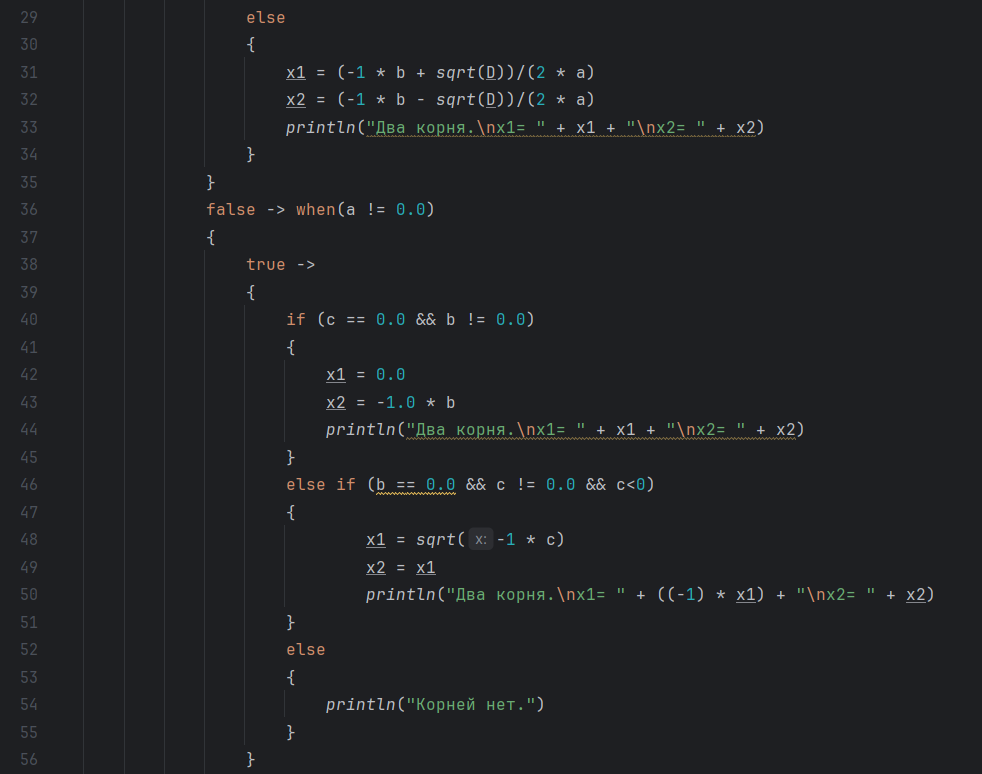 29 else
30 {
31 x1 = (-1 * b + sqrt(D))/(2 * a)
32 x2 = (-1 * b - sqrt(D))/(2 * a)
33 println("Два корня.\nx1= " + x1 + "\nx2= " + x2)
34 }
35 }
36 false -> when(a != 0.0)
37 {
38 true ->
39 {
40 if (c == 0.0 && b != 0.0)
41 {
42 x1 = 0.0
43 x2 = -1.0 * b
44 println("Два корня.\nx1= " + x1 + "\nx2= " + x2)
45 }
46 else if (b == 0.0 && c != 0.0 && c<0)
47 {
48 x1 = sqrt( x: -1 * c)
49 x2 = x1
50 println("Два корня.\nx1= " + ((-1) * x1) + "\nx2= " + x2)
51 }
52 else
53 {
54 println("Корней нет.")
55 }
56 }